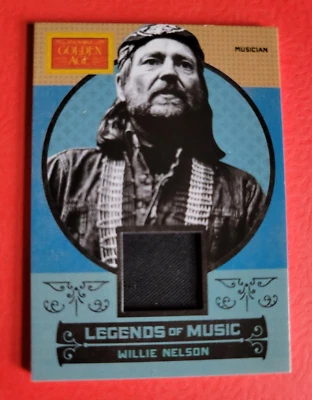 GOLDEN
AGE
MUSICIAN
LEGENDS OF MUSIC
WILLIE NELSON